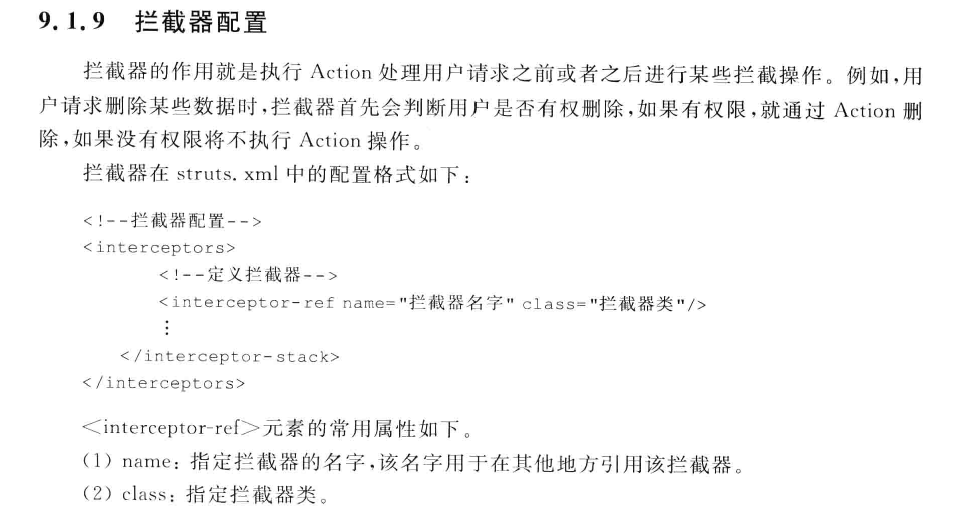 9.1.9 拦截器配置
拦截器的作用就是执行 Action 处理用户请求之前或者之后进行某些拦截操作。例如,用
户请求删除某些数据时,拦截器首先会判断用户是否有权删除,如果有权限,就通过 Action 删
除,如果没有权限将不执行 Action 操作。
拦截器在 struts.xml 中的配置格式如下:
<!--拦截器配置-->
<interceptors>
<!--定义拦截器-->
<interceptor-ref name="拦截器名字" class="拦截器类"/>
⋮
</interceptor-stack>
</interceptors>
<interceptor-ref>元素的常用属性如下。
(1) name: 指定拦截器的名字,该名字用于在其他地方引用该拦截器。
(2) class: 指定拦截器类。